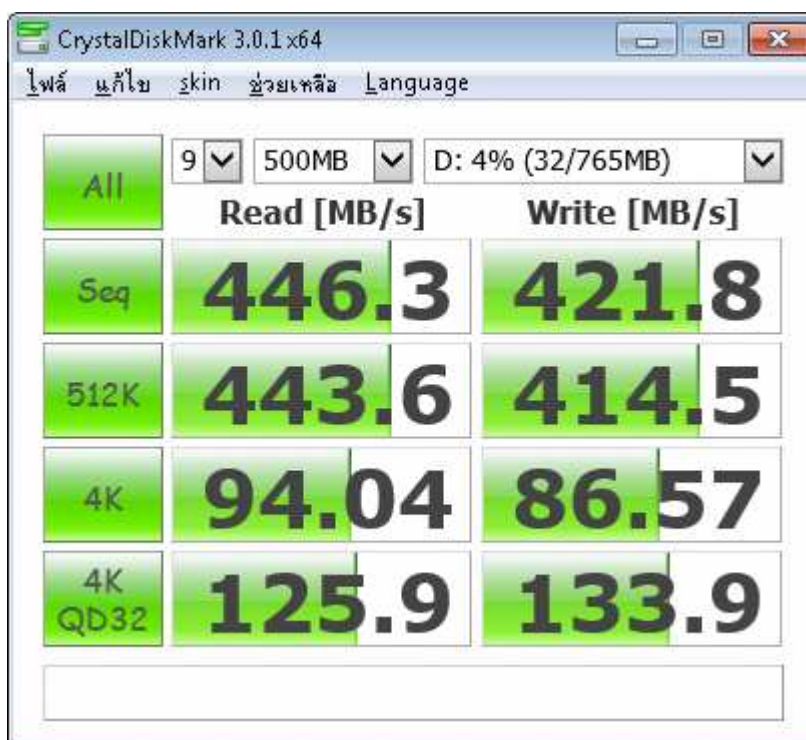 CrystalDiskMark 3.0.1 x64
ไฟล์ แก้ไข skin ช่วยเหลือ Language
All 9 500MB D: 4% (32/765MB)
Read [MB/s] Write [MB/s]
Seq 446.3 421.8
512K 443.6 414.5
4K 94.04 86.57
4K
QD32 125.9 133.9